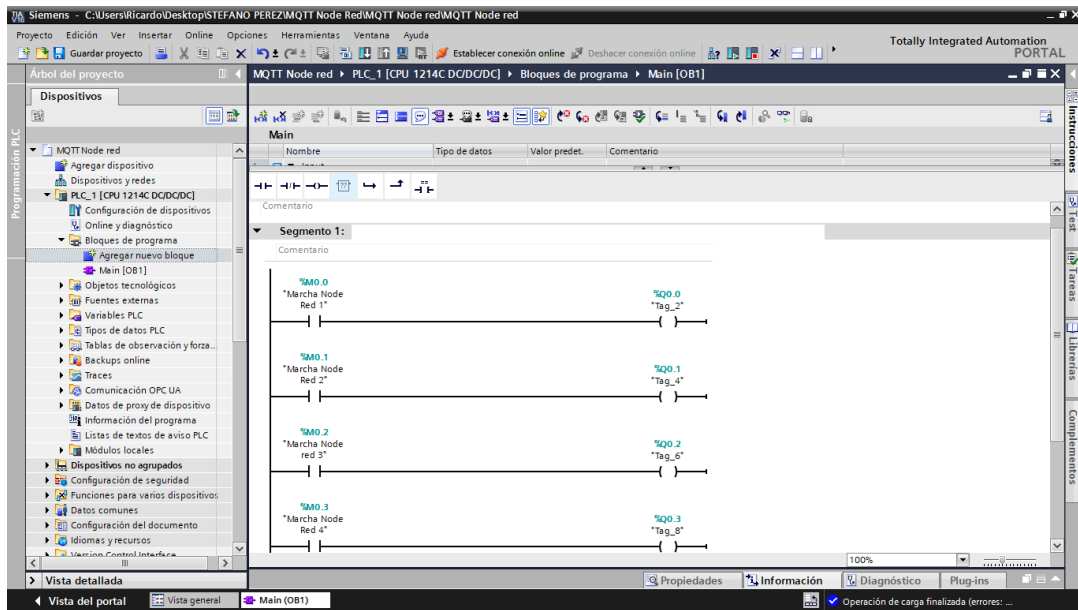 Siemens - C:\Users\Ricardo\Desktop\STEFANO PEREZ\MQTT Node Red\MQTT Node red\MQTT Node red
Proyecto Edición Ver Insertar Online Opciones Herramientas Ventana Ayuda
Totally Integrated Automation
PORTAL
Guardar proyecto
Establecer conexión online
Deshacer conexión online
Árbol del proyecto
MQTT Node red ▸ PLC_1 [CPU 1214C DC/DC/DC] ▸ Bloques de programa ▸ Main [OB1]
Dispositivos
Programación PLC
MQTT Node red
Agregar dispositivo
Dispositivos y redes
PLC_1 [CPU 1214C DC/DC/DC]
Configuración de dispositivos
Online y diagnóstico
Bloques de programa
Agregar nuevo bloque
Main [OB1]
Objetos tecnológicos
Fuentes externas
Variables PLC
Tipos de datos PLC
Tablas de observación y forza...
Backups online
Traces
Comunicación OPC UA
Datos de proxy de dispositivo
Información del programa
Listas de textos de aviso PLC
Módulos locales
Dispositivos no agrupados
Configuración de seguridad
Funciones para varios dispositivos
Datos comunes
Configuración del documento
Idiomas y recursos
Version Control Interface
Vista detallada
Main
Nombre Tipo de datos Valor predet. Comentario
Comentario
Segmento 1:
Comentario
%M0.0
"Marcha Node
Red 1"
%Q0.0
"Tag_2"
%M0.1
"Marcha Node
Red 2"
%Q0.1
"Tag_4"
%M0.2
"Marcha Node
red 3"
%Q0.2
"Tag_6"
%M0.3
"Marcha Node
Red 4"
%Q0.3
"Tag_8"
100%
Instrucciones
Test
Tareas
Librerías
Complementos
Propiedades Información Diagnóstico Plug-ins
Vista del portal Vista general Main (OB1)
Operación de carga finalizada (errores: ...